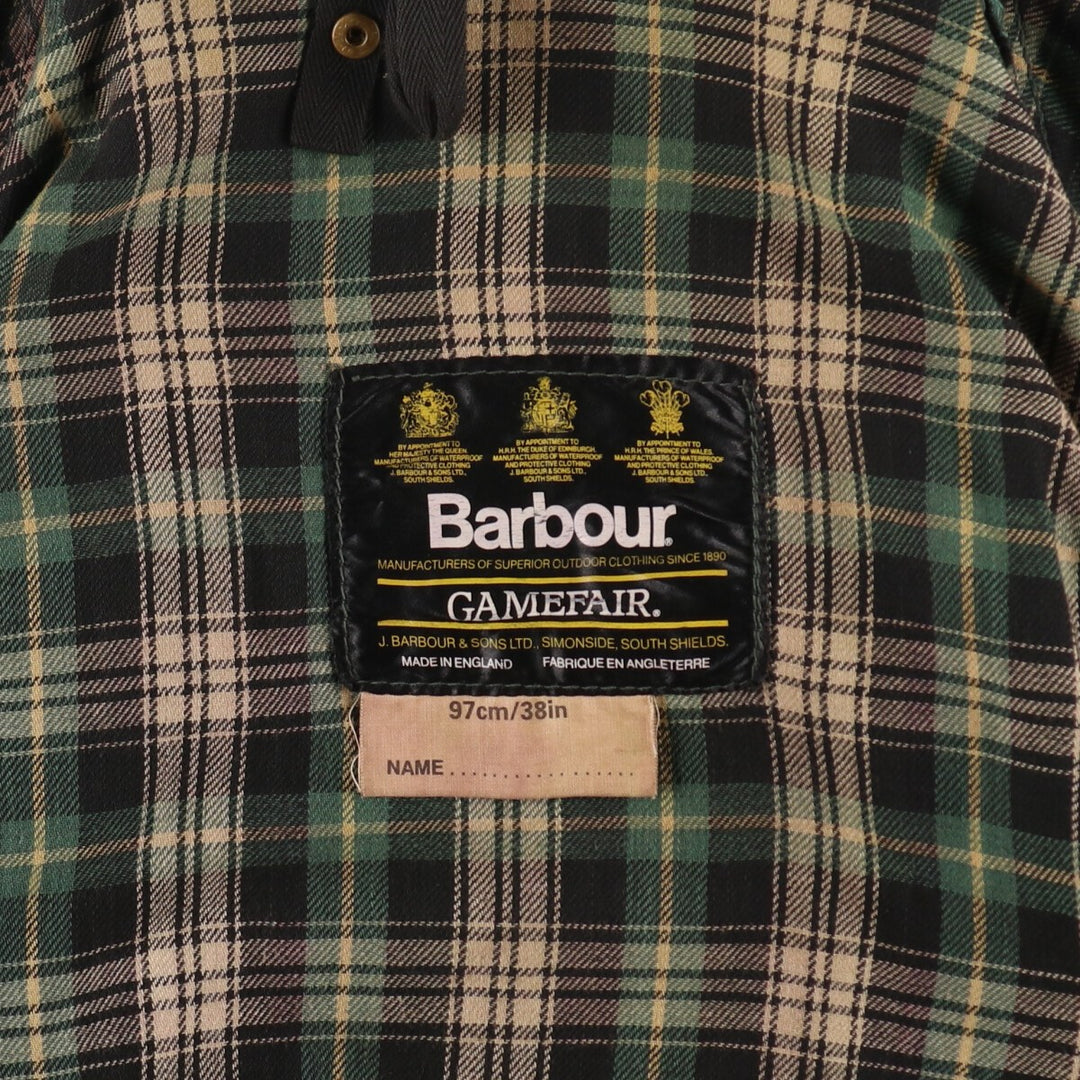 BY APPOINTMENT TO
HER MAJESTY THE QUEEN
MANUFACTURERS OF WATERPROOF
AND PROTECTIVE CLOTHING
J. BARBOUR & SONS LTD.,
SOUTH SHIELDS.
BY APPOINTMENT TO
H.R.H. THE DUKE OF EDINBURGH.
MANUFACTURERS OF WATERPROOF
AND PROTECTIVE CLOTHING
J. BARBOUR & SONS LTD.,
SOUTH SHIELDS.
BY APPOINTMENT TO
H.R.H. THE PRINCE OF WALES.
MANUFACTURERS OF WATERPROOF
AND PROTECTIVE CLOTHING
J. BARBOUR & SONS LTD.,
SOUTH SHIELDS.
Barbour®
MANUFACTURERS OF SUPERIOR OUTDOOR CLOTHING SINCE 1890
GAMEFAIR.
J. BARBOUR & SONS LTD., SIMONSIDE, SOUTH SHIELDS.
MADE IN ENGLAND FABRIQUE EN ANGLETERRE
97cm/38in
NAME..................